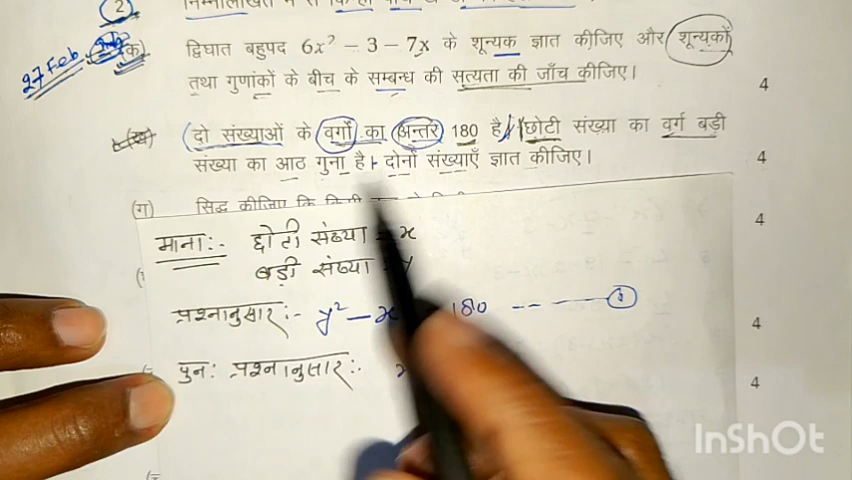 2
27 Feb
(क) द्विघात बहुपद 6x² − 3 − 7x के शून्यक ज्ञात कीजिए और शून्यकों
तथा गुणांकों के बीच के सम्बन्ध की सत्यता की जाँच कीजिए। 4
(ख) दो संख्याओं के वर्गों का अन्तर 180 है। छोटी संख्या का वर्ग बड़ी
संख्या का आठ गुना है। दोनों संख्याएँ ज्ञात कीजिए। 4
(ग) सिद्ध कीजिए कि किसी
4
माना:- छोटी संख्या = x
बड़ी संख्या y
प्रश्नानुसार:- y² − x 180 ------ ①
4
पुनः प्रश्नानुसार:-
4
InShOt